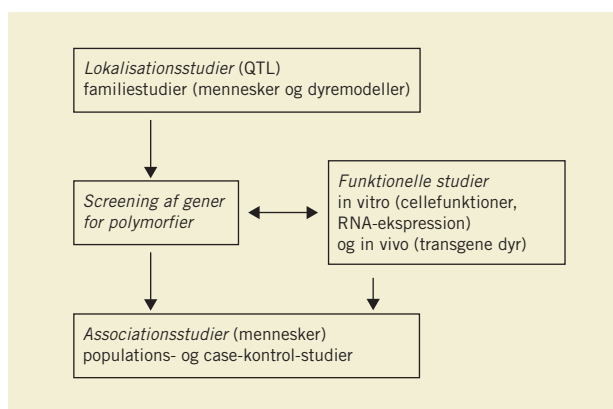 Lokalisationsstudier (QTL)
familiestudier (mennesker og dyremodeller)
Screening af gener
for polymorfier
Funktionelle studier
in vitro (cellefunktioner,
RNA-ekspression)
og in vivo (transgene dyr)
Associationsstudier (mennesker)
populations- og case-kontrol-studier